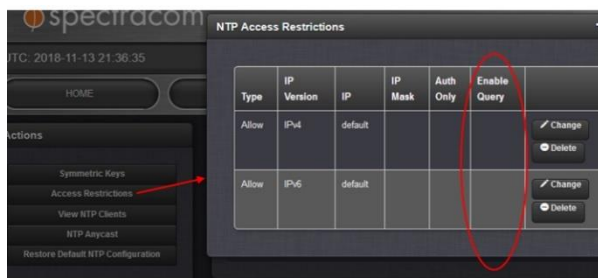 spectracom
UTC: 2018-11-13 21:36:35
HOME
Actions
Symmetric Keys
Access Restrictions
View NTP Clients
NTP Anycast
Restore Default NTP Configuration
NTP Access Restrictions
Type IP Version IP IP Mask Auth Only Enable Query
Allow IPv4 default Change
Delete
Allow IPv6 default Change
Delete